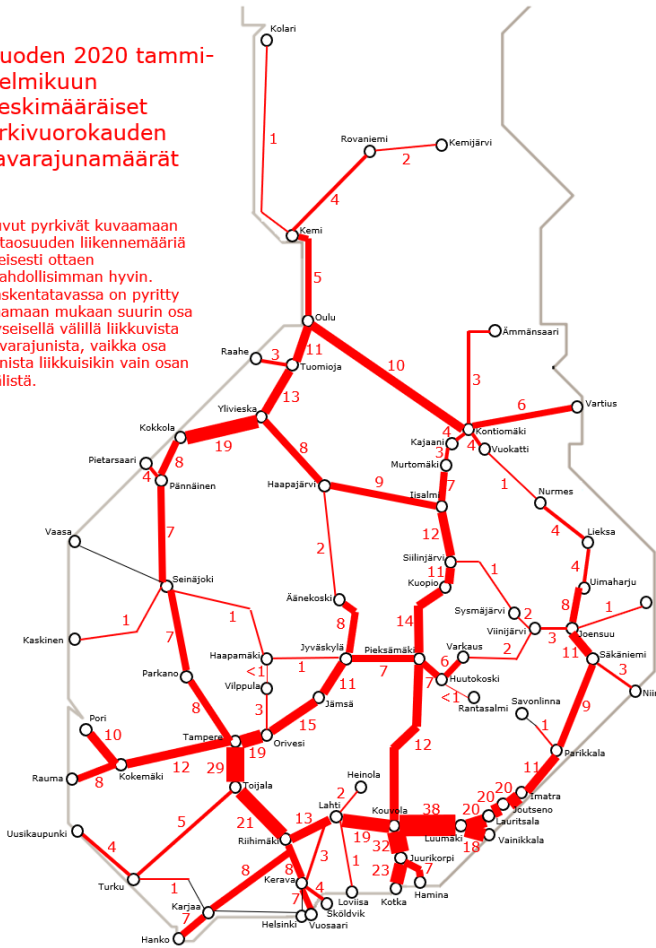 uoden 2020 tammi-
elmikuun
eskimääräiset
rkivuorokauden
avarajunamäärät
uvut pyrkivät kuvaamaan
taosuuden liikennemääriä
eisesti ottaen
ahdollisimman hyvin.
skentatavassa on pyritty
amaan mukaan suurin osa
yseisellä välillä liikkuvista
varajunista, vaikka osa
nista liikkuisikin vain osan
älistä.
Kolari
1
Rovaniemi
Kemijärvi
2
4
Kemi
5
Oulu
Ämmänsaari
11
Raahe
3
Tuomioja
10
3
13
6
Vartius
Ylivieska
Kokkola
19
4
Kontiomäki
Kajaani
4
Vuokatti
8
8
3
Pietarsaari
4
Murtomäki
Pännäinen
Haapajärvi
9
7
1
Nurmes
Iisalmi
7
12
4
Lieksa
Vaasa
2
Siilinjärvi
11
1
4
Seinäjoki
Kuopio
Uimaharju
Äänekoski
8
1
1
1
14
Sysmäjärvi
2
8
Viinijärvi
3
Joensuu
Kaskinen
7
Haapamäki
Jyväskylä
Pieksämäki
Varkaus
2
11
Säkäniemi
<1
1
7
6
Parkano
Vilppula
11
7
Huutokoski
3
Niir
8
3
Jämsä
<1
Rantasalmi
9
Pori
15
Savonlinna
10
Tampere
19
Orivesi
12
1
12
Parikkala
Rauma
8
Kokemäki
29
11
Heinola
Toijala
2
38
20
20
Imatra
Joutseno
5
21
Lahti
13
Kouvola
20
Lauritsala
Uusikaupunki
Riihimäki
19
Luumäki
18
Vainikkala
32
4
3
Juurikorpi
8
8
1
23
7
Turku
1
Kerava
4
Hamina
Karjaa
7
Loviisa
Kotka
Sköldvik
7
Helsinki
Vuosaari
Hanko